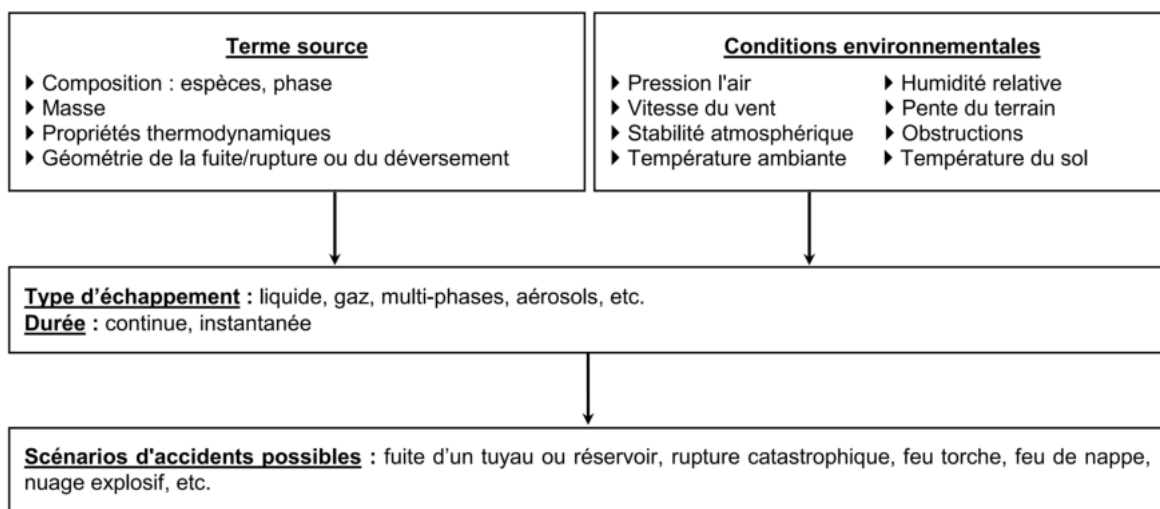 Terme source
▶ Composition : espèces, phase
▶ Masse
▶ Propriétés thermodynamiques
▶ Géométrie de la fuite/rupture ou du déversement
Conditions environnementales
▶ Pression l'air
▶ Vitesse du vent
▶ Stabilité atmosphérique
▶ Température ambiante
▶ Humidité relative
▶ Pente du terrain
▶ Obstructions
▶ Température du sol
Type d’échappement : liquide, gaz, multi-phases, aérosols, etc.
Durée : continue, instantanée
Scénarios d'accidents possibles : fuite d’un tuyau ou réservoir, rupture catastrophique, feu torche, feu de nappe,
nuage explosif, etc.